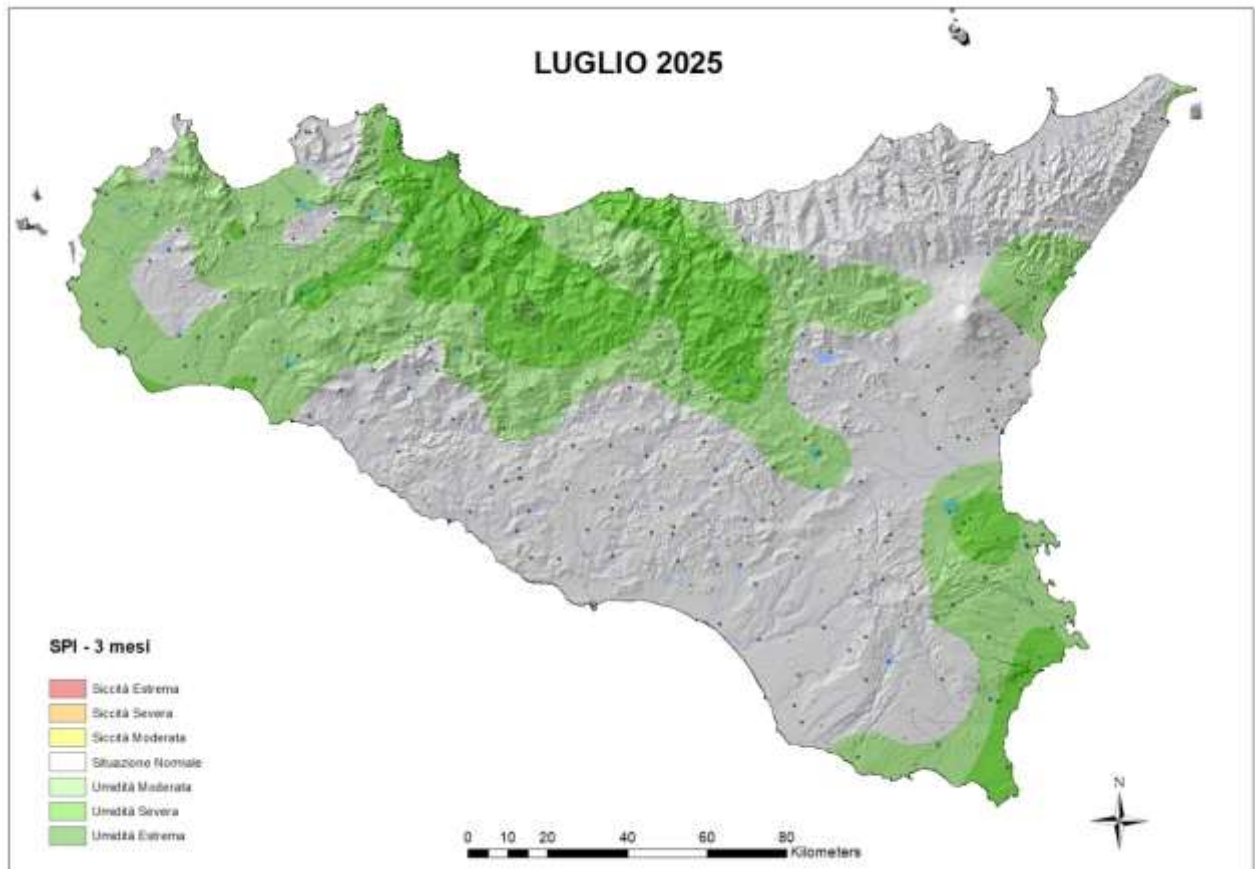 LUGLIO 2025
SPI - 3 mesi
Siccità Estrema
Siccità Severa
Siccità Moderata
Situazione Normale
Umidità Moderata
Umidità Severa
Umidità Estrema
0 10 20 40 60 80
Kilometers
N